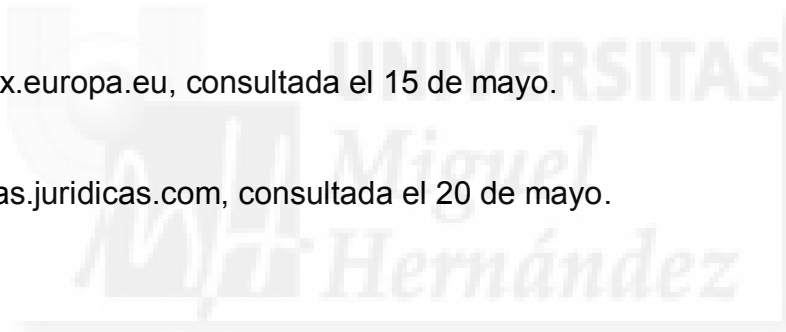 UNIVERSITAS
x.europa.eu, consultada el 15 de mayo.
Miguel
as.juridicas.com, consultada el 20 de mayo.
Hernández